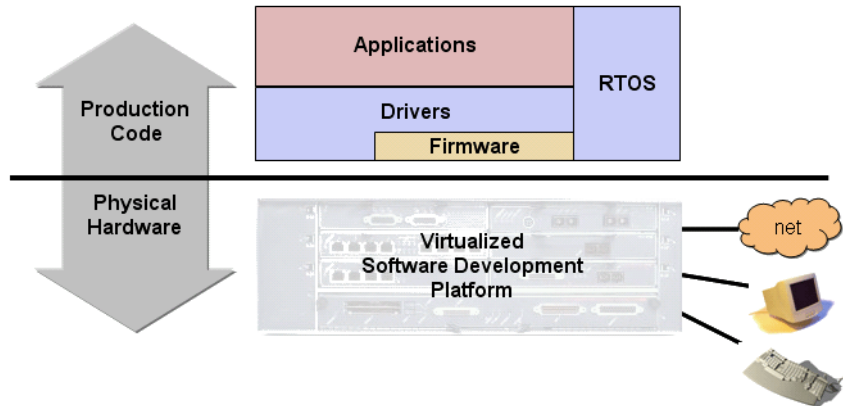 Applications
RTOS
Drivers
Firmware
Production
Code
Physical
Hardware
Virtualized
Software Development
Platform
net